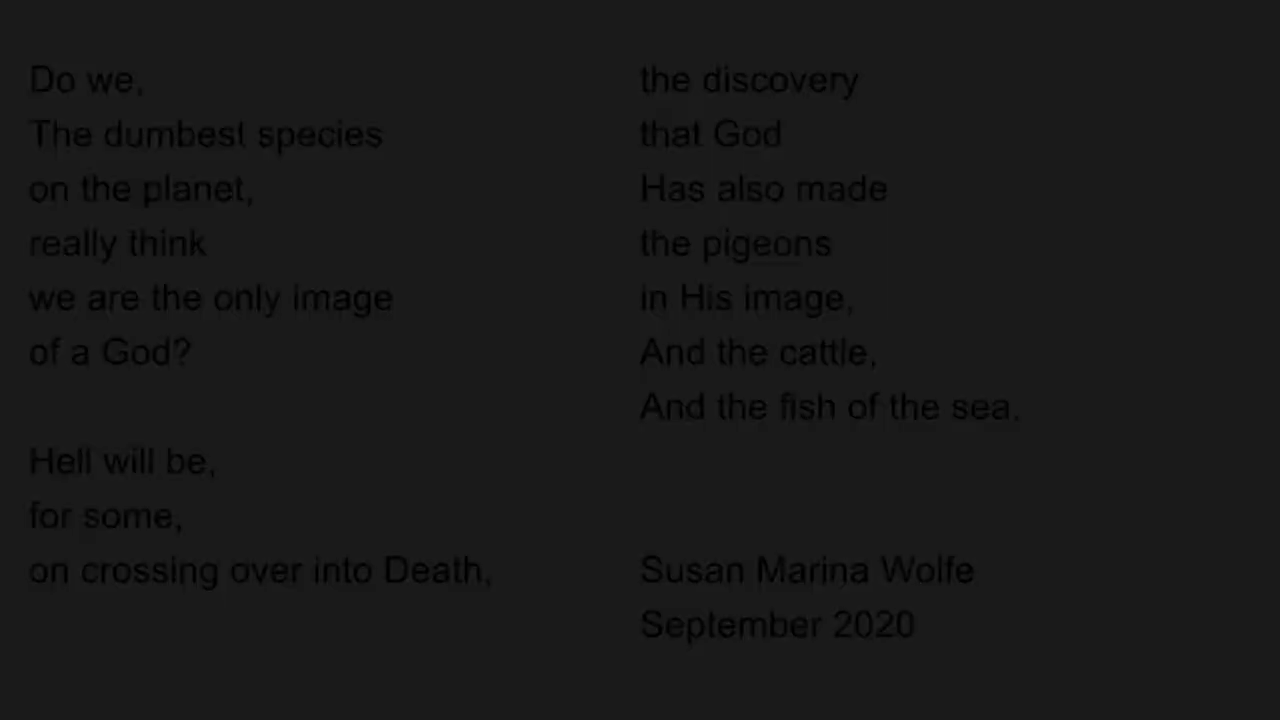 Do we,
The dumbest species
on the planet,
really think
we are the only image
of a God?
Hell will be,
for some,
on crossing over into Death,
the discovery
that God
Has also made
the pigeons
in His image,
And the cattle,
And the fish of the sea.
Susan Marina Wolfe
September 2020